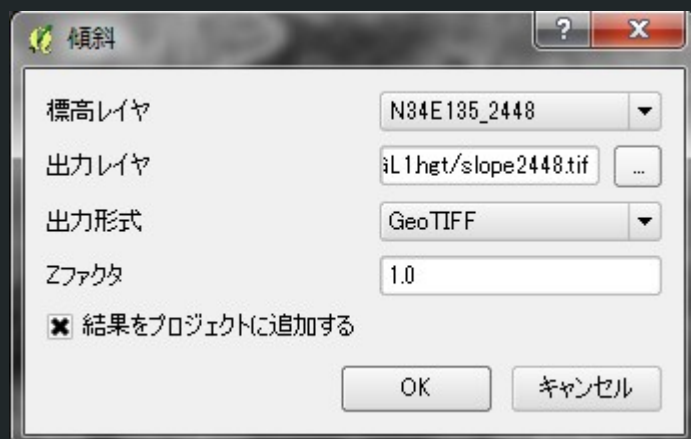 傾斜
標高レイヤ N34E135_2448
出力レイヤ L1.hgt/slope2448.tif ...
出力形式 GeoTIFF
Zファクタ 1.0
結果をプロジェクトに追加する
OK キャンセル